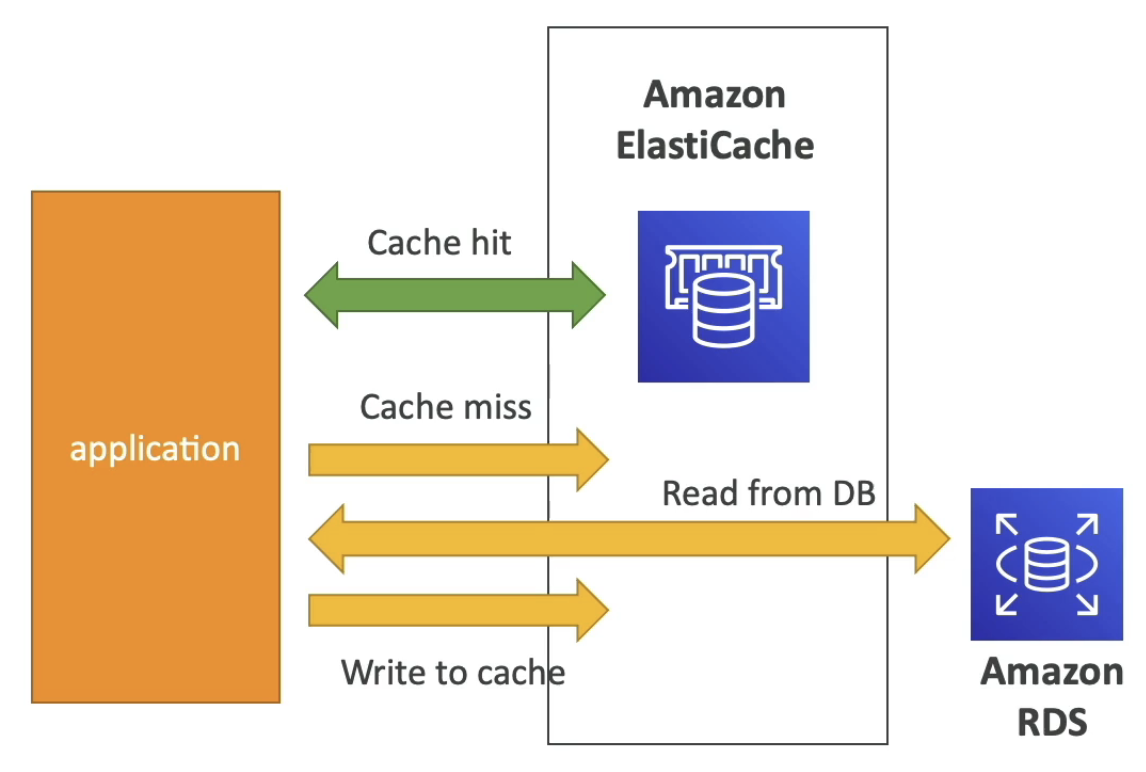 Amazon
ElastiCache
Cache hit
Cache miss
application
Read from DB
Write to cache
Amazon
RDS